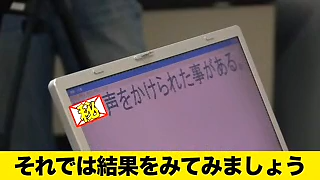 ㊙声をかけられた事がある。
それでは結果をみてみましょう